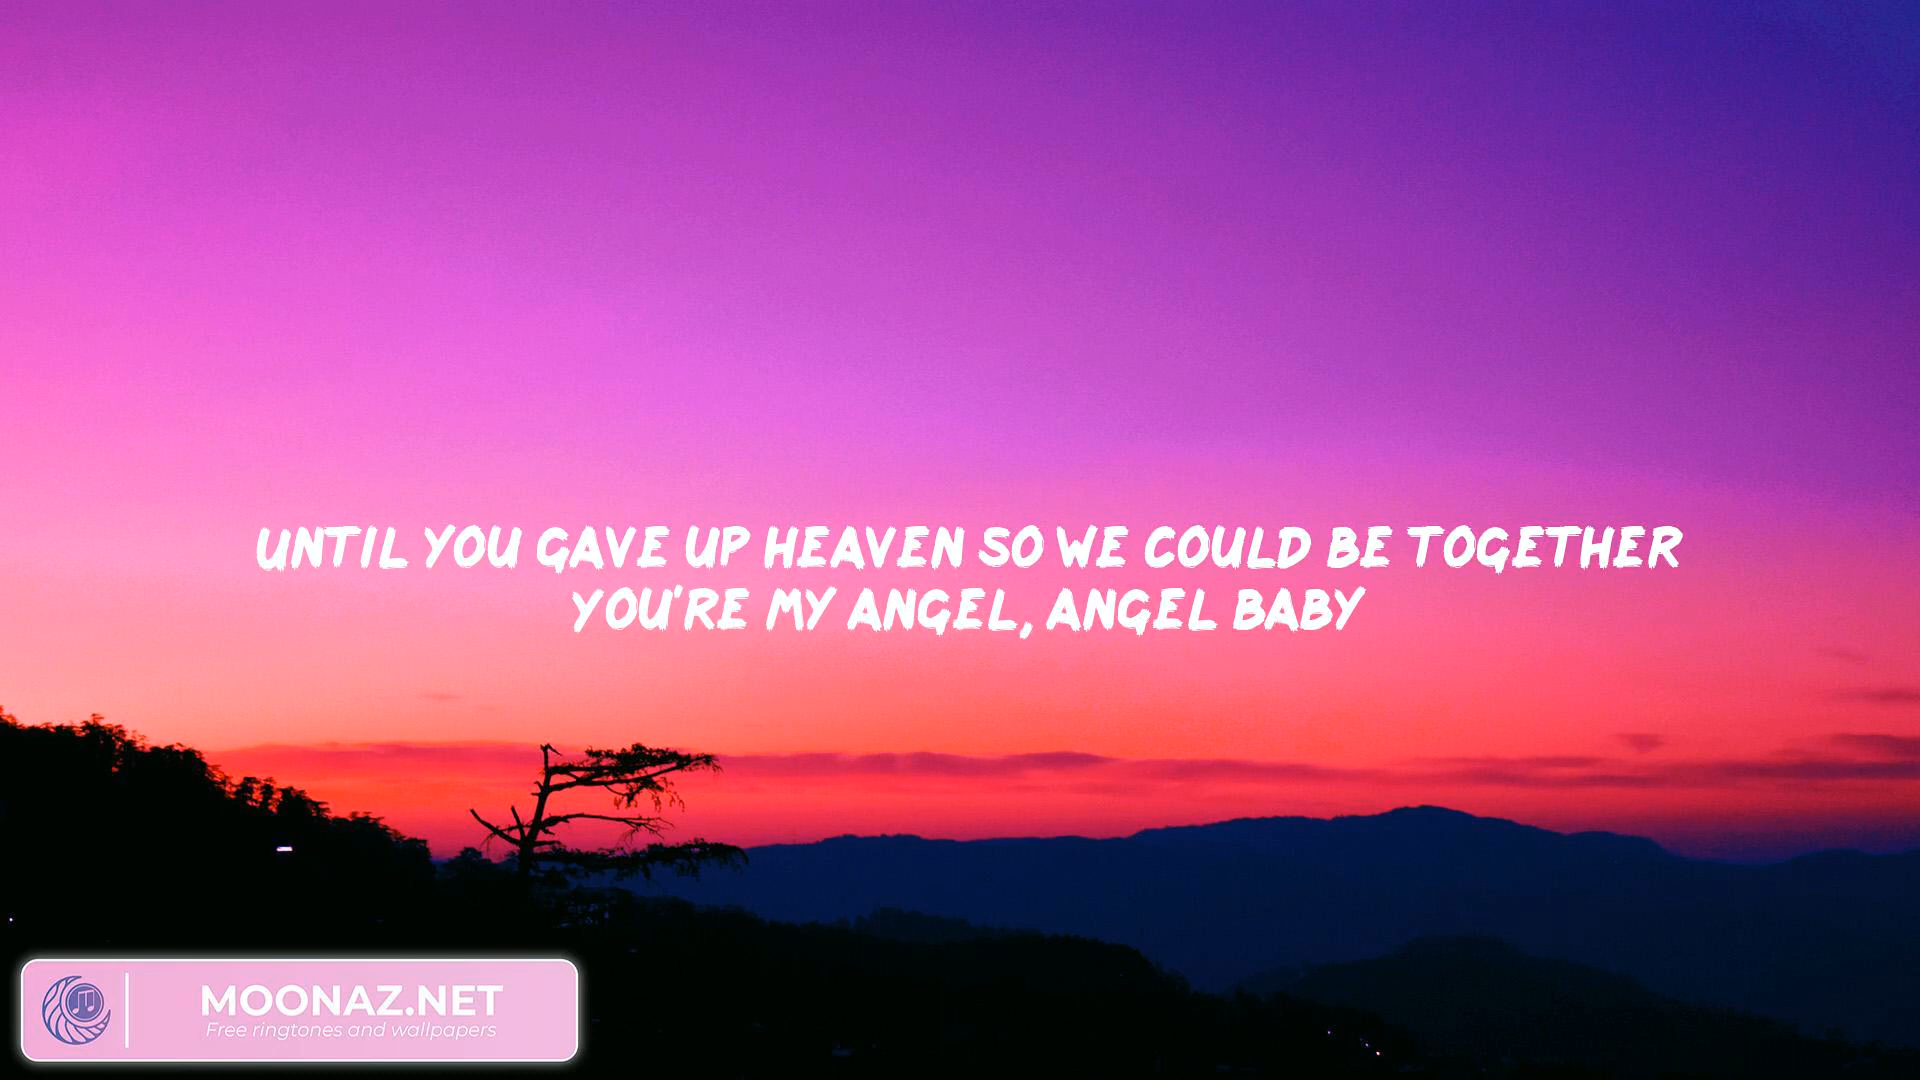 UNTIL YOU GAVE UP HEAVEN SO WE COULD BE TOGETHER
YOU'RE MY ANGEL, ANGEL BABY
MOONAZ.NET
Free ringtones and wallpapers